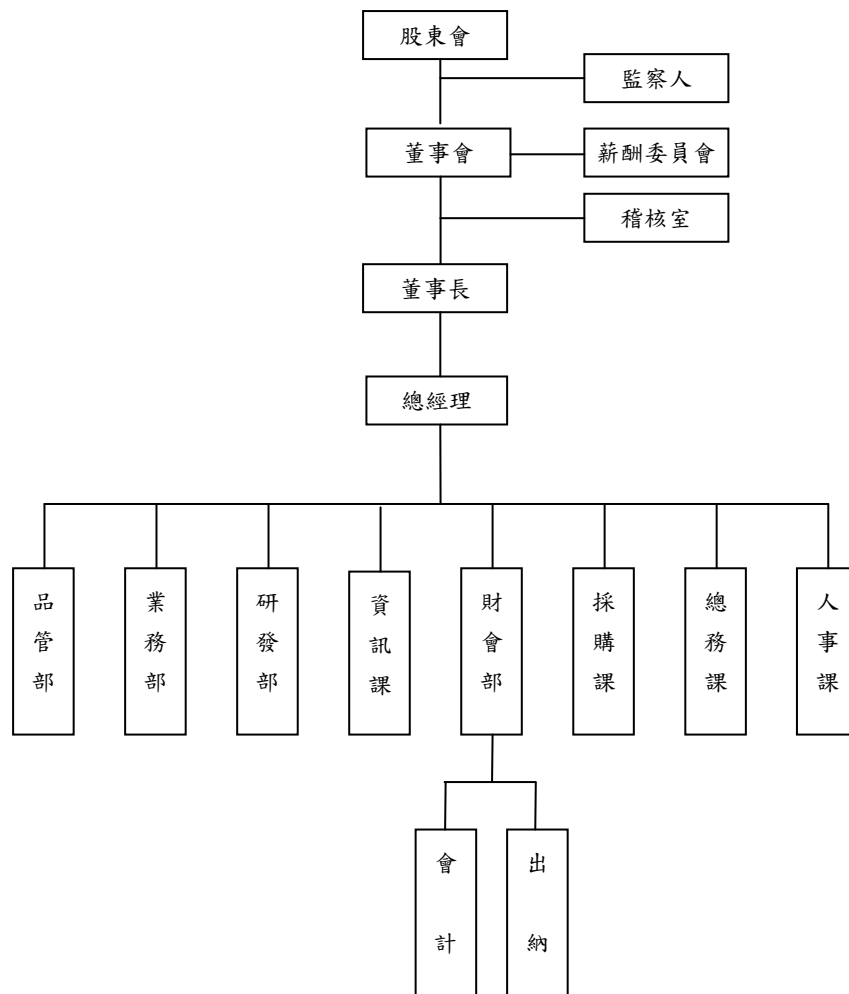 股東會
監察人
董事會
薪酬委員會
稽核室
董事長
總經理
品管部
業務部
研發部
資訊課
財會部
採購課
總務課
人事課
會計
出納